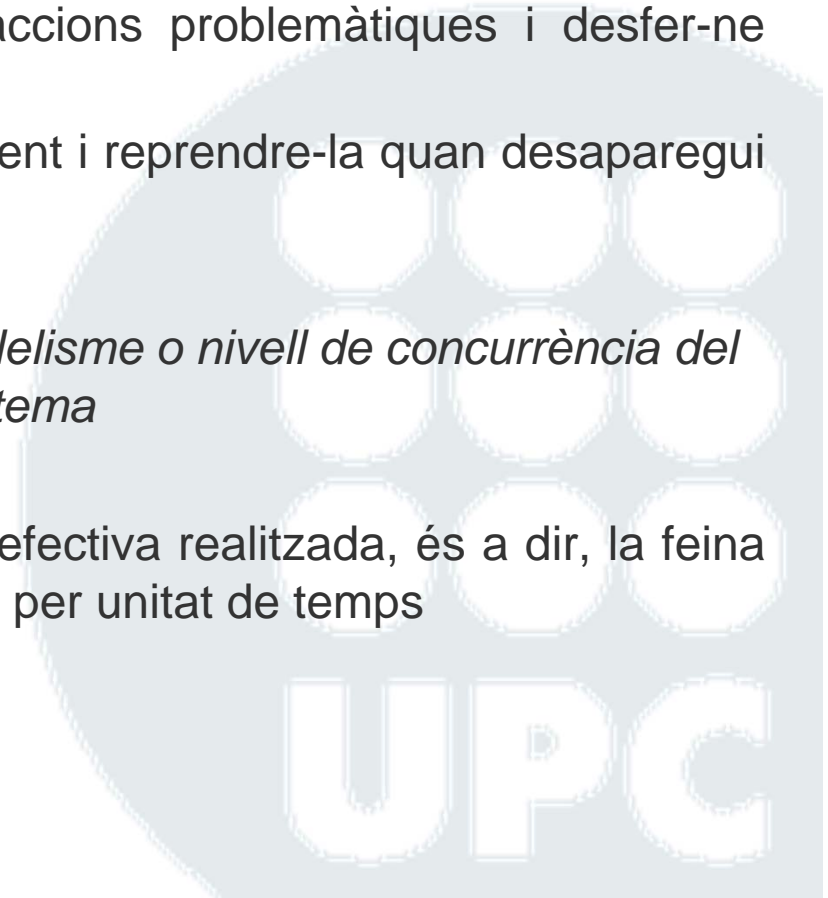 accions problemàtiques i desfer-ne
ent i reprendre-la quan desaparegui
lelisme o nivell de concurrència del
tema
efectiva realitzada, és a dir, la feina
per unitat de temps
UPC